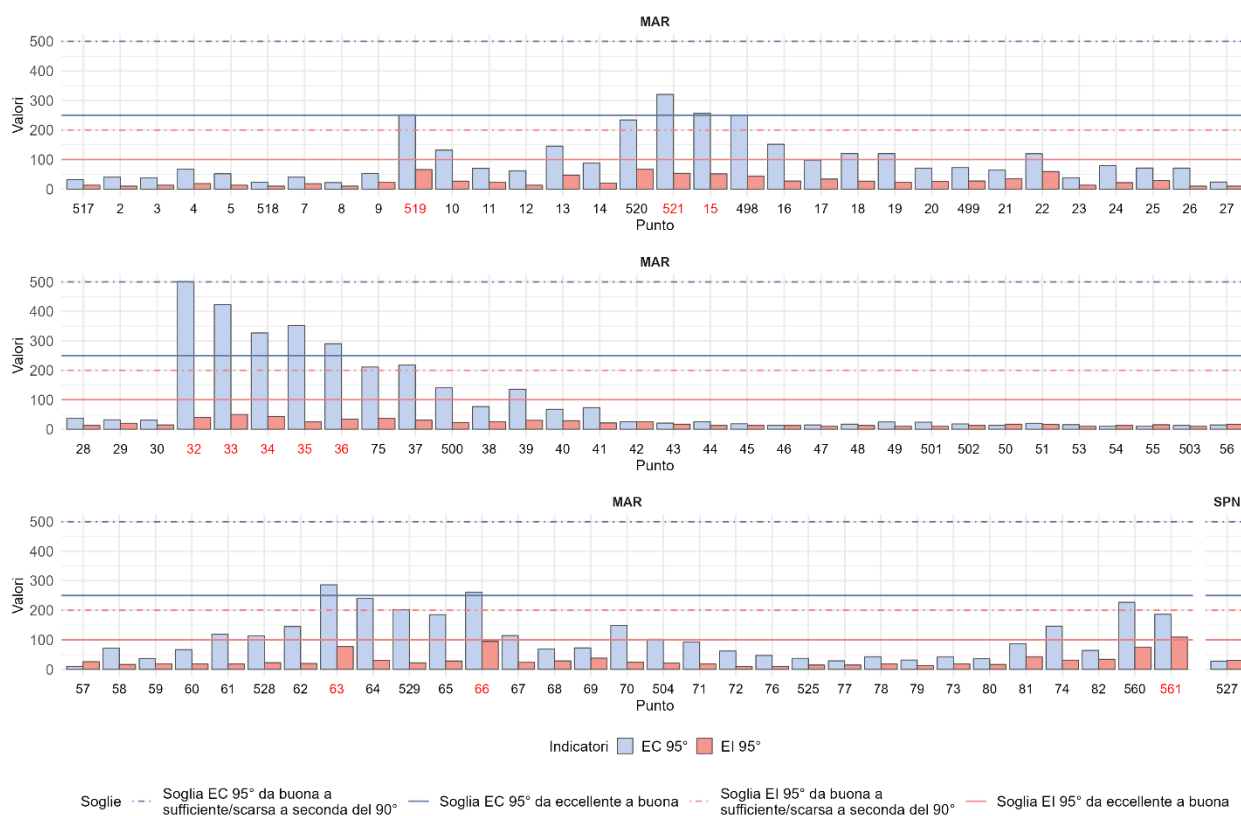 MAR
500
400
300
200
100
0
Valori
517 2 3 4 5 518 7 8 9 519 10 11 12 13 14 520 521 15 498 16 17 18 19 20 499 21 22 23 24 25 26 27
Punto
MAR
500
400
300
200
100
0
Valori
28 29 30 32 33 34 35 36 75 37 500 38 39 40 41 42 43 44 45 46 47 48 49 501 502 50 51 53 54 55 503 56
Punto
MAR SPN
500
400
300
200
100
0
Valori
57 58 59 60 61 528 62 63 64 529 65 66 67 68 69 70 504 71 72 76 525 77 78 79 73 80 81 74 82 560 561 527
Punto
Indicatori EC 95° EI 95°
Soglie Soglia EC 95° da buona a
sufficiente/scarsa a seconda del 90° Soglia EC 95° da eccellente a buona Soglia EI 95° da buona a
sufficiente/scarsa a seconda del 90° Soglia EI 95° da eccellente a buona